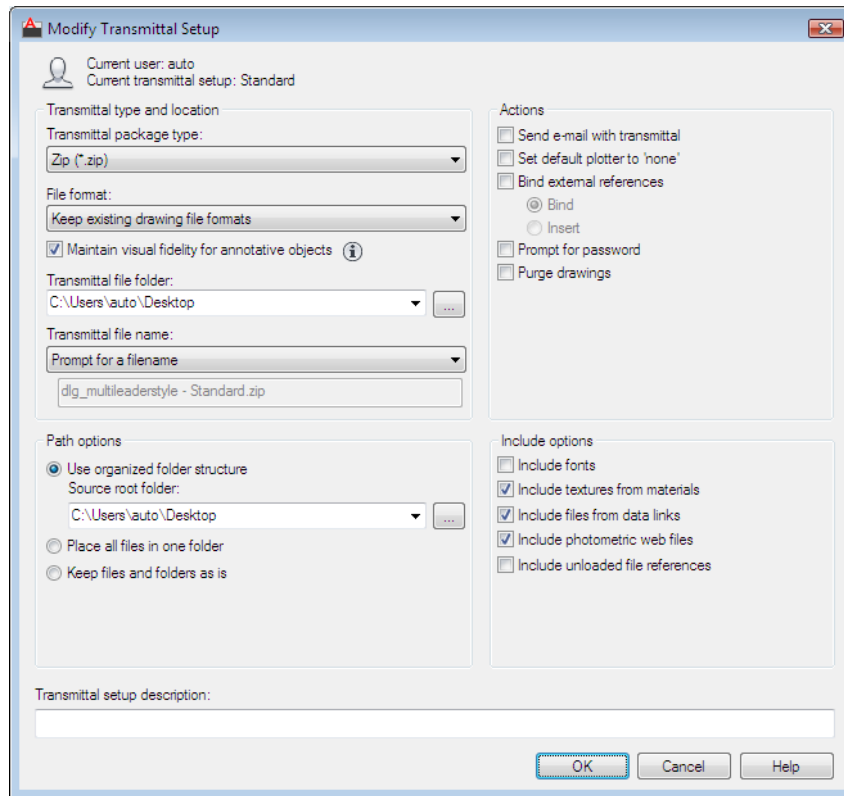 Modify Transmittal Setup
Current user: auto
Current transmittal setup: Standard
Transmittal type and location
Transmittal package type:
Zip (*.zip)
File format:
Keep existing drawing file formats
Maintain visual fidelity for annotative objects
Transmittal file folder:
C:\Users\auto\Desktop
...
Transmittal file name:
Prompt for a filename
dlg_multileaderstyle - Standard.zip
Actions
Send e-mail with transmittal
Set default plotter to 'none'
Bind external references
Bind
Insert
Prompt for password
Purge drawings
Path options
Use organized folder structure
Source root folder:
C:\Users\auto\Desktop
...
Place all files in one folder
Keep files and folders as is
Include options
Include fonts
Include textures from materials
Include files from data links
Include photometric web files
Include unloaded file references
Transmittal setup description:
OK
Cancel
Help